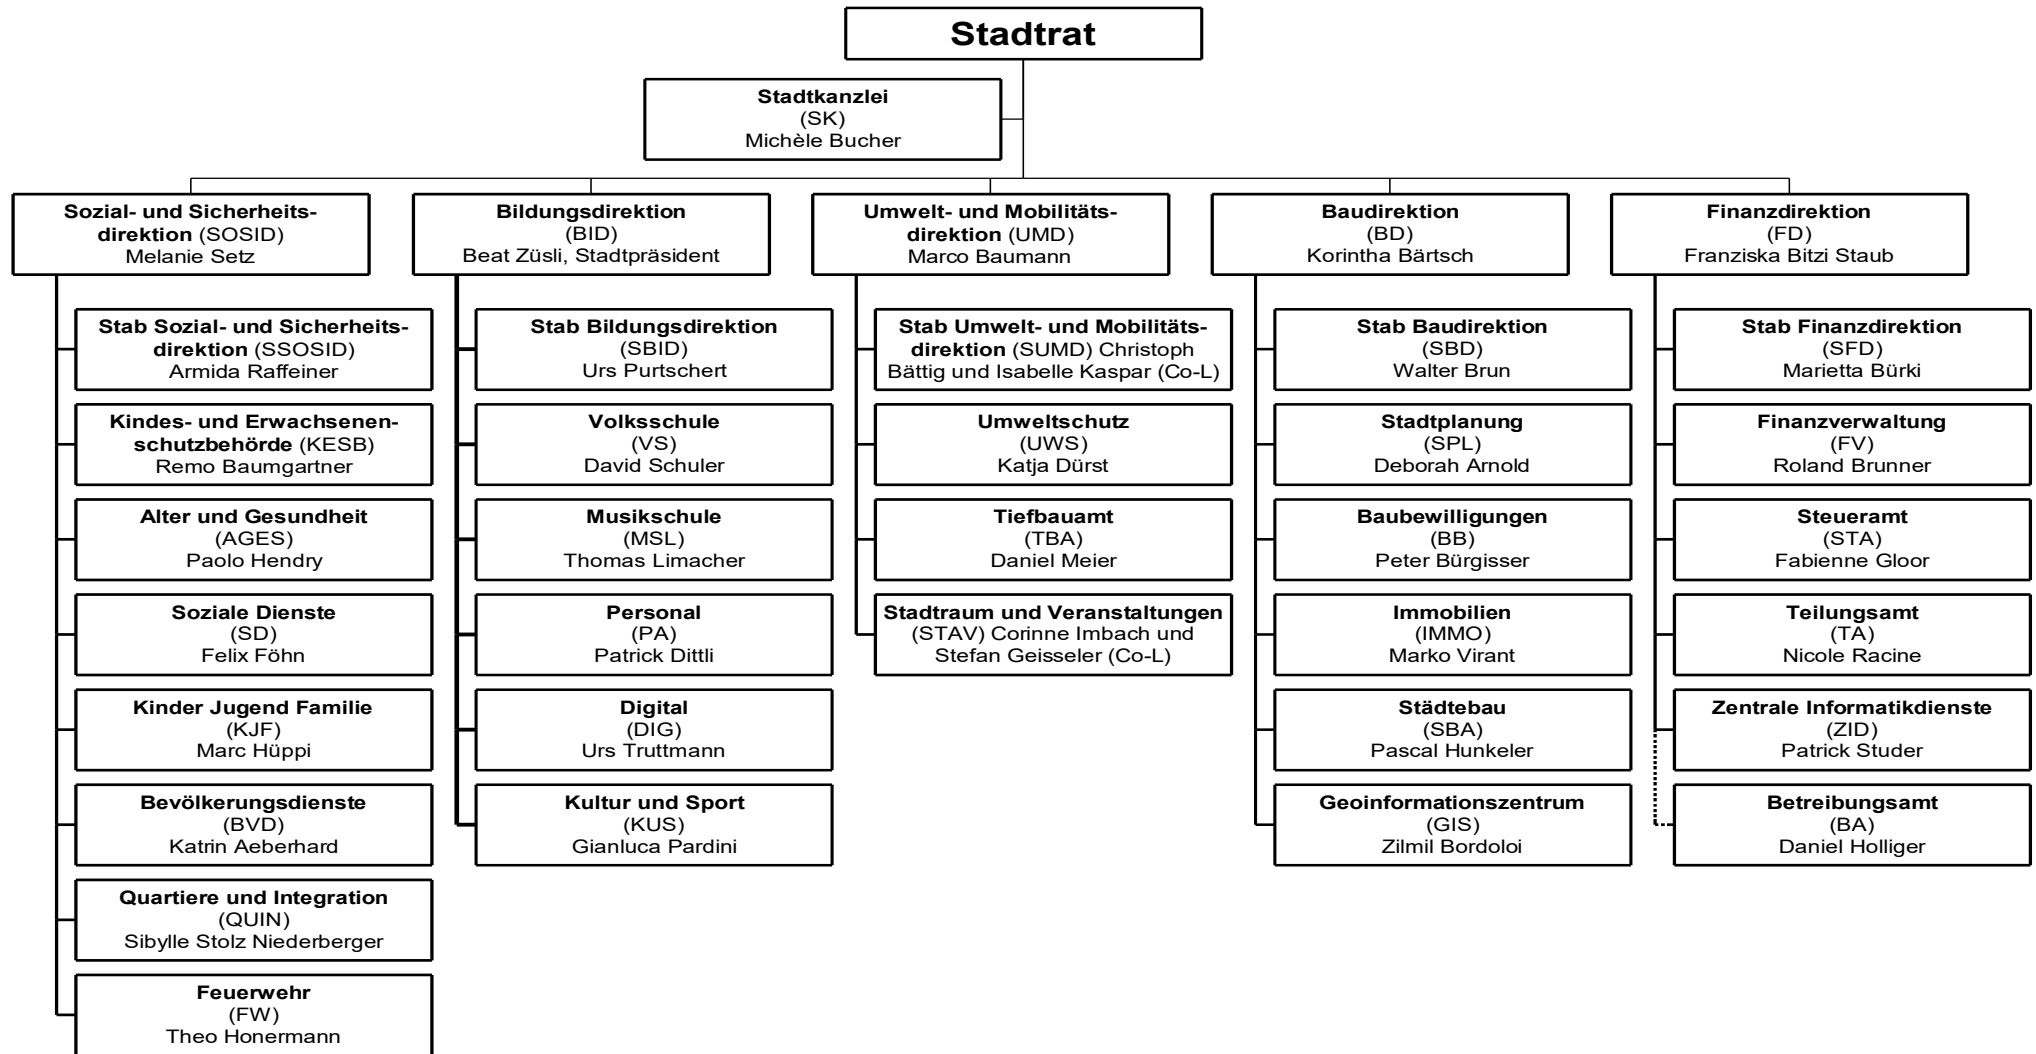 Stadtrat
Stadtkanzlei
(SK)
Michèle Bucher
Sozial- und Sicherheits-
direktion (SOSID)
Melanie Setz
Stab Sozial- und Sicherheits-
direktion (SSOSID)
Armida Raffeiner
Kindes- und Erwachsenen-
schutzbehörde (KESB)
Remo Baumgartner
Alter und Gesundheit
(AGES)
Paolo Hendry
Soziale Dienste
(SD)
Felix Föhn
Kinder Jugend Familie
(KJF)
Marc Hüppi
Bevölkerungsdienste
(BVD)
Katrin Aeberhard
Quartiere und Integration
(QUIN)
Sibylle Stolz Niederberger
Feuerwehr
(FW)
Theo Honermann
Bildungsdirektion
(BID)
Beat Züsli, Stadtpräsident
Stab Bildungsdirektion
(SBID)
Urs Purtschert
Volksschule
(VS)
David Schuler
Musikschule
(MSL)
Thomas Limacher
Personal
(PA)
Patrick Dittli
Digital
(DIG)
Urs Truttmann
Kultur und Sport
(KUS)
Gianluca Pardini
Umwelt- und Mobilitäts-
direktion (UMD)
Marco Baumann
Stab Umwelt- und Mobilitäts-
direktion (SUMD) Christoph
Bättig und Isabelle Kaspar (Co-L)
Umweltschutz
(UWS)
Katja Dürst
Tiefbauamt
(TBA)
Daniel Meier
Stadtraum und Veranstaltungen
(STAV) Corinne Imbach und
Stefan Geisseler (Co-L)
Baudirektion
(BD)
Korintha Bärtsch
Stab Baudirektion
(SBD)
Walter Brun
Stadtplanung
(SPL)
Deborah Arnold
Baubewilligungen
(BB)
Peter Bürgisser
Immobilien
(IMMO)
Marko Virant
Städtebau
(SBA)
Pascal Hunkeler
Geoinformationszentrum
(GIS)
Zilmil Bordoloi
Finanzdirektion
(FD)
Franziska Bitzi Staub
Stab Finanzdirektion
(SFD)
Marietta Bürki
Finanzverwaltung
(FV)
Roland Brunner
Steueramt
(STA)
Fabienne Gloor
Teilungsamt
(TA)
Nicole Racine
Zentrale Informatikdienste
(ZID)
Patrick Studer
Betreibungsamt
(BA)
Daniel Holliger